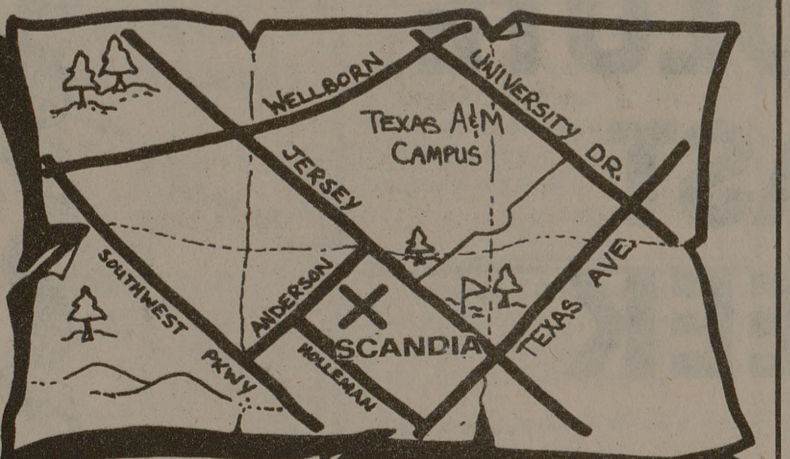 WELLBORN
UNIVERSITY DR.
TEXAS A&M
CAMPUS
JERSEY
SOUTHWEST PKWY.
ANDERSON
TEXAS AVE.
SCANDIA
HOLLEMAN